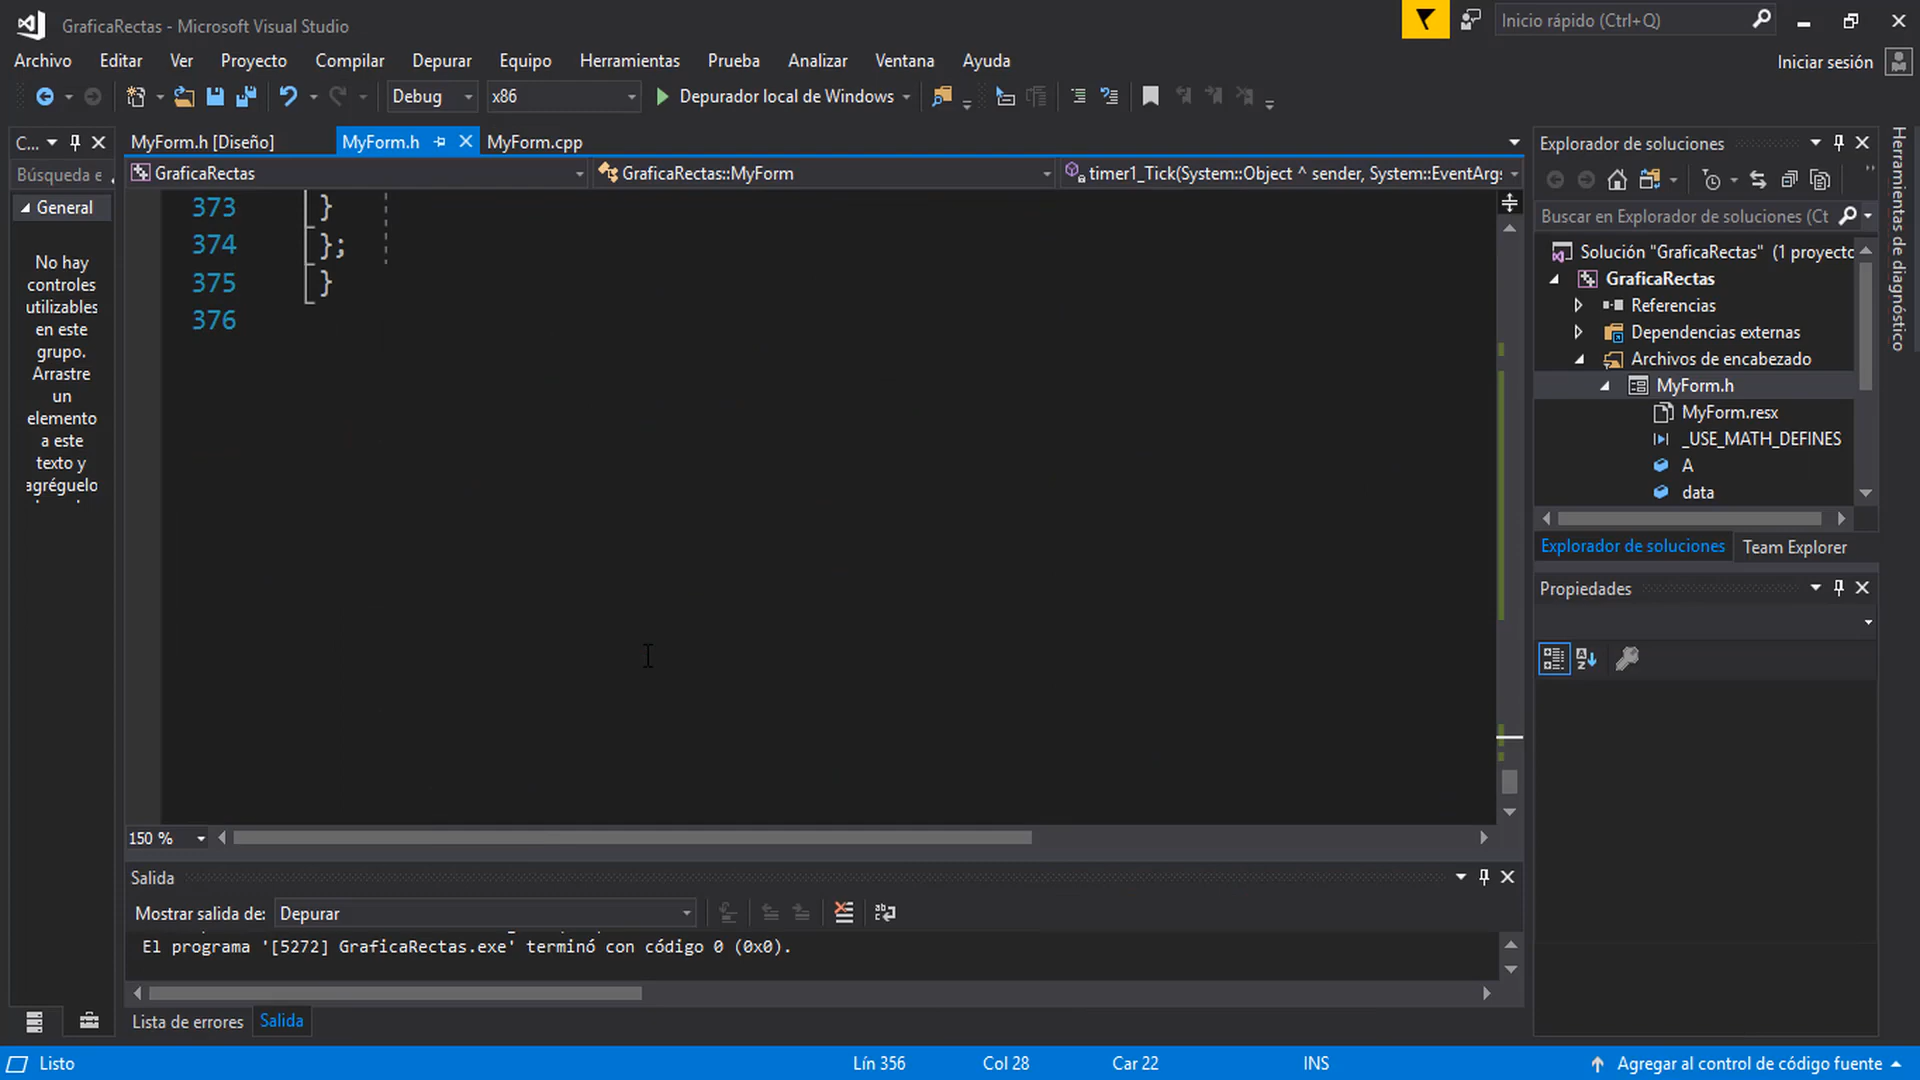 GraficaRectas - Microsoft Visual Studio
Inicio rápido (Ctrl+Q)
Archivo Editar Ver Proyecto Compilar Depurar Equipo Herramientas Prueba Analizar Ventana Ayuda
Iniciar sesión
Debug x86 Depurador local de Windows
C... MyForm.h [Diseño] MyForm.h MyForm.cpp
Explorador de soluciones
Búsqueda e
GraficaRectas GraficaRectas::MyForm timer1_Tick(System::Object ^ sender, System::EventArgs
General
No hay
controles
utilizables
en este
grupo.
Arrastre
un
elemento
a este
texto y
agréguelo
373 }
374 };
375 }
376
Buscar en Explorador de soluciones (Ct
Solución "GraficaRectas" (1 proyecto
GraficaRectas
Referencias
Dependencias externas
Archivos de encabezado
MyForm.h
MyForm.resx
_USE_MATH_DEFINES
A
data
Explorador de soluciones Team Explorer
Propiedades
Herramientas de diagnóstico
150 %
Salida
Mostrar salida de: Depurar
El programa '[5272] GraficaRectas.exe' terminó con código 0 (0x0).
Lista de errores Salida
Listo Lín 356 Col 28 Car 22 INS Agregar al control de código fuente